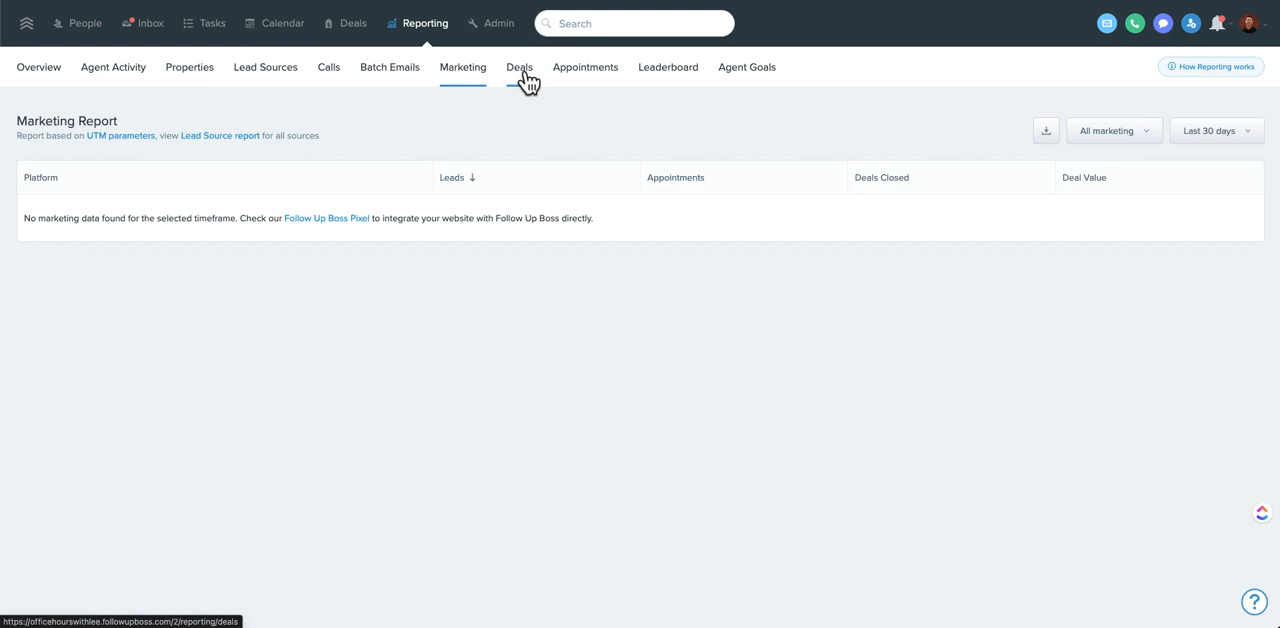 People Inbox Tasks Calendar Deals Reporting Admin Search
Overview Agent Activity Properties Lead Sources Calls Batch Emails Marketing Deals Appointments Leaderboard Agent Goals How Reporting works
Marketing Report
Report based on UTM parameters, view Lead Source report for all sources
All marketing Last 30 days
Platform Leads Appointments Deals Closed Deal Value
No marketing data found for the selected timeframe. Check our Follow Up Boss Pixel to integrate your website with Follow Up Boss directly.
https://officehourswithlee.followupboss.com/2/reporting/deals